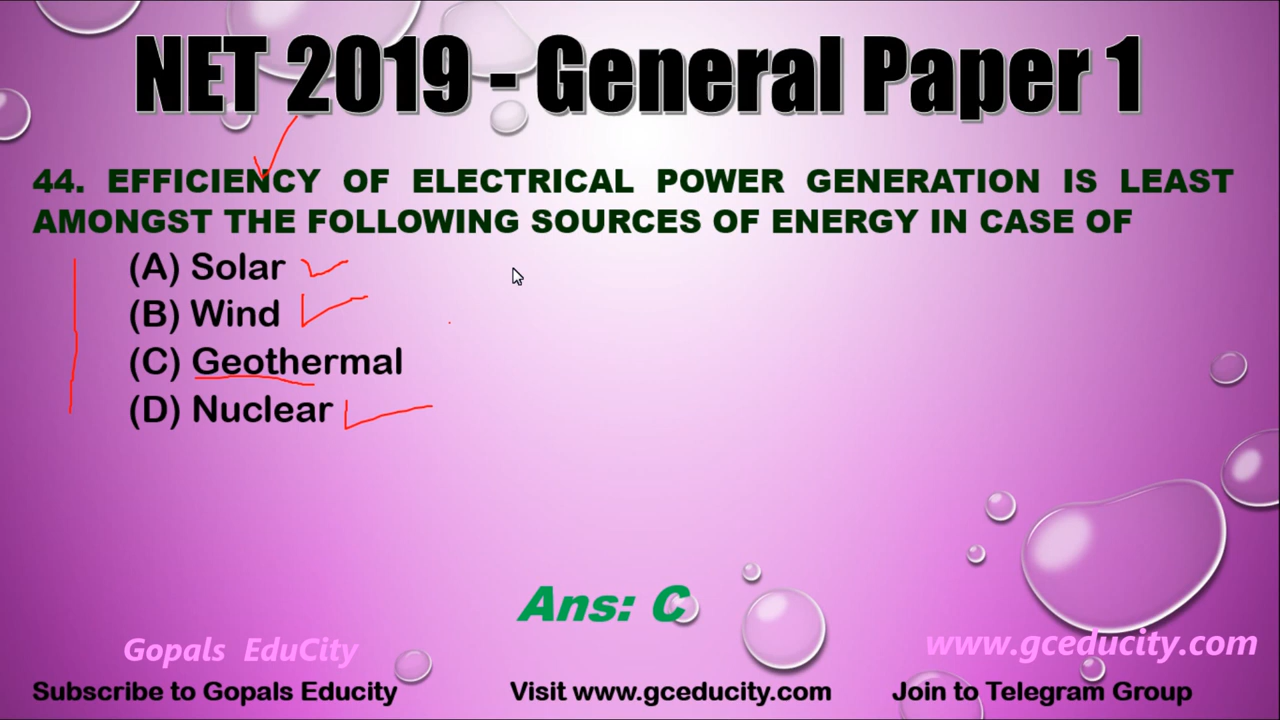 NET 2019 - General Paper 1
44. EFFICIENCY OF ELECTRICAL POWER GENERATION IS LEAST
AMONGST THE FOLLOWING SOURCES OF ENERGY IN CASE OF
(A) Solar
(B) Wind
(C) Geothermal
(D) Nuclear
Ans: C
Gopals EduCity
www.gceducity.com
Subscribe to Gopals Educity
Visit www.gceducity.com
Join to Telegram Group